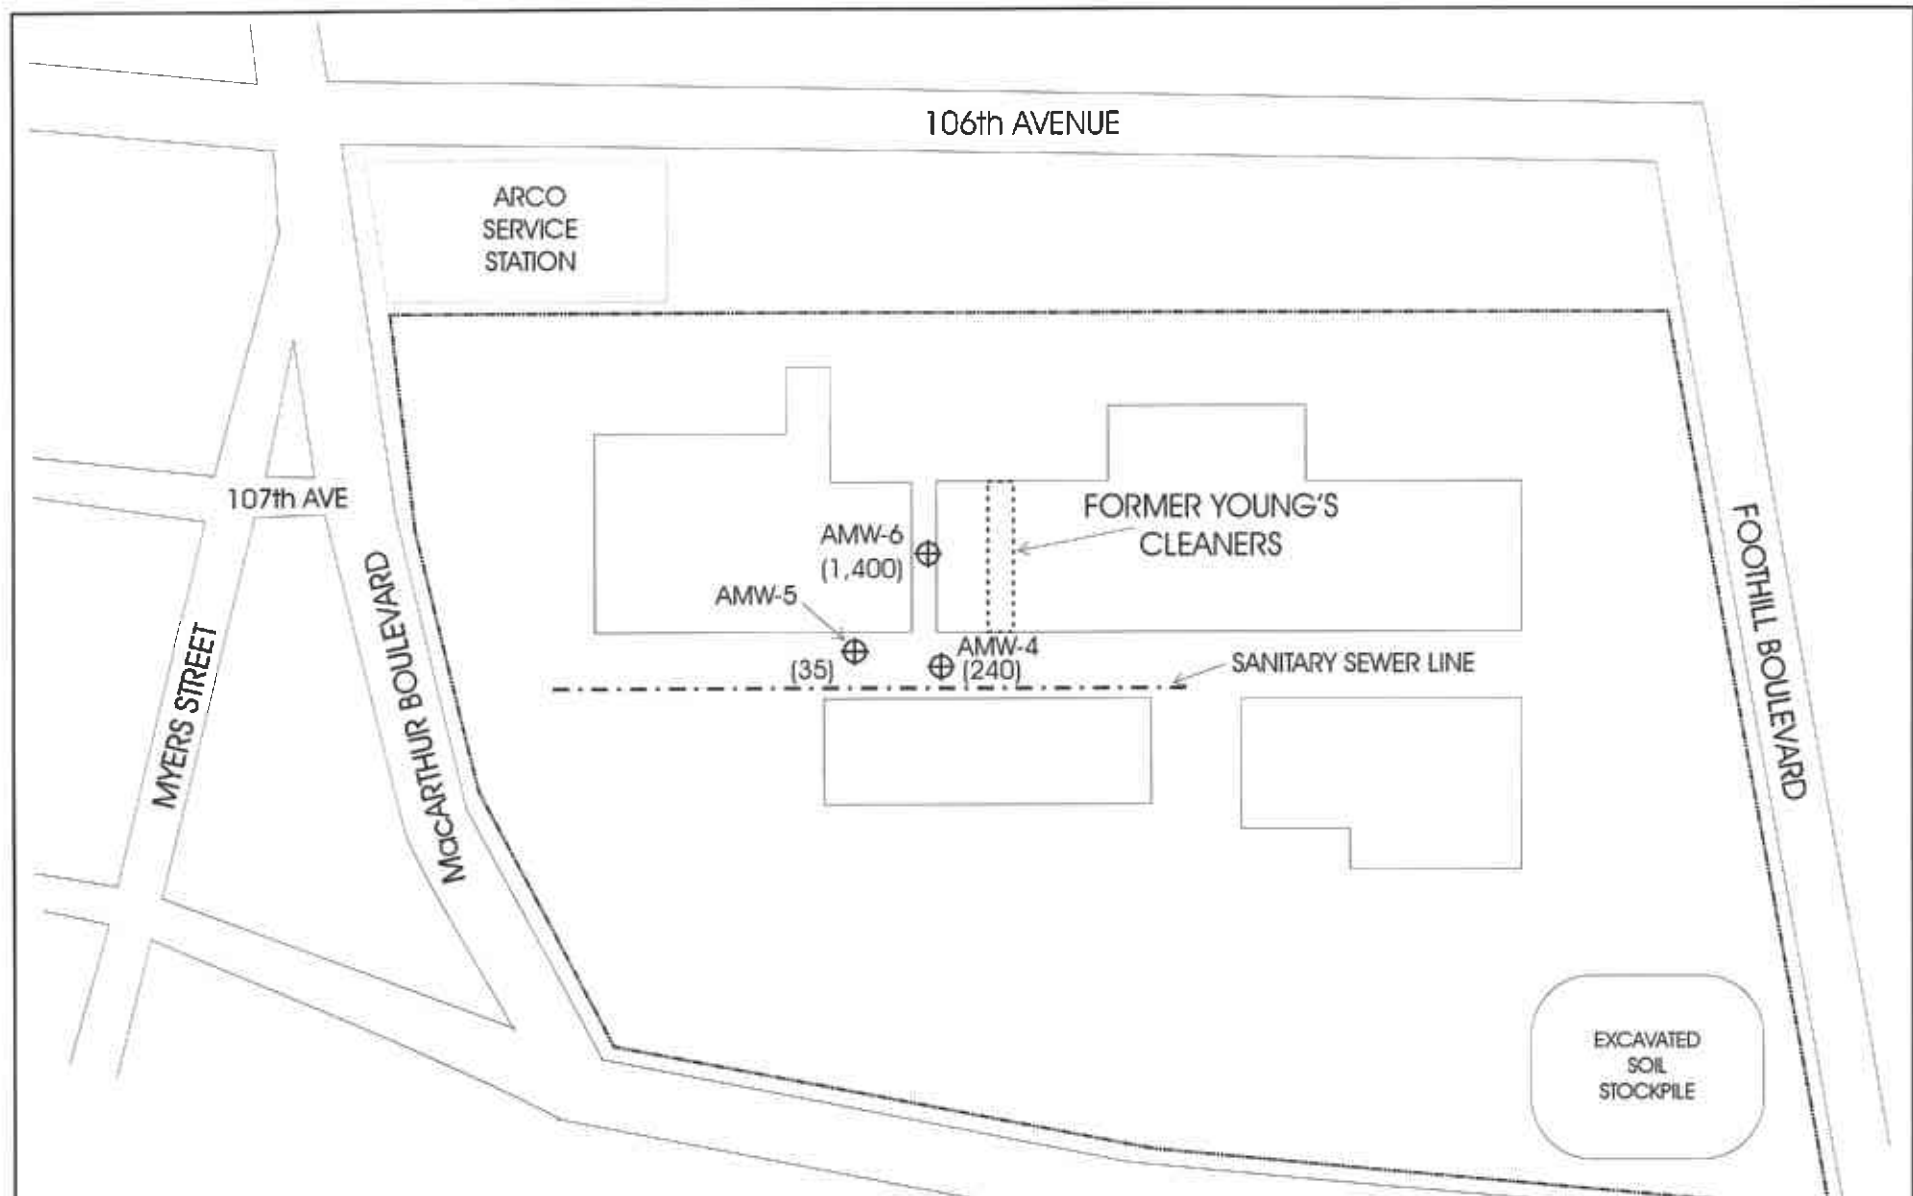 106th AVENUE
ARCO
SERVICE
STATION
107th AVE
FORMER YOUNG'S
CLEANERS
AMW-6
(1,400)
AMW-5
(35)
AMW-4
(240)
SANITARY SEWER LINE
MYERS STREET
MacARTHUR BOULEVARD
FOOTHILL BOULEVARD
EXCAVATED
SOIL
STOCKPILE